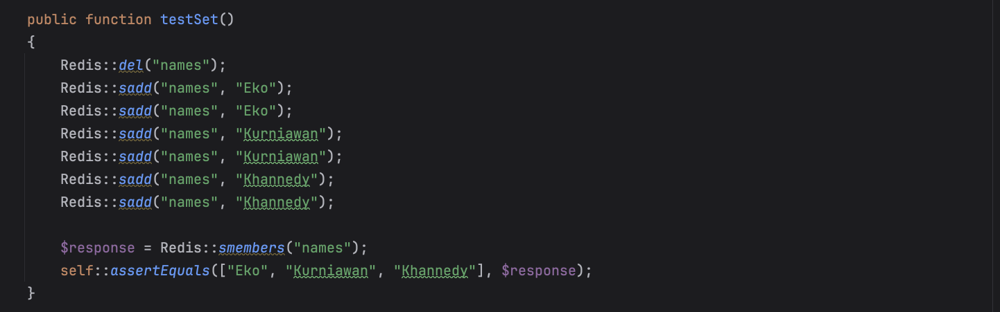 public function testSet()
{
    Redis::del("names");
    Redis::sadd("names", "Eko");
    Redis::sadd("names", "Eko");
    Redis::sadd("names", "Kurniawan");
    Redis::sadd("names", "Kurniawan");
    Redis::sadd("names", "Khannedy");
    Redis::sadd("names", "Khannedy");

    $response = Redis::smembers("names");
    self::assertEquals(["Eko", "Kurniawan", "Khannedy"], $response);
}